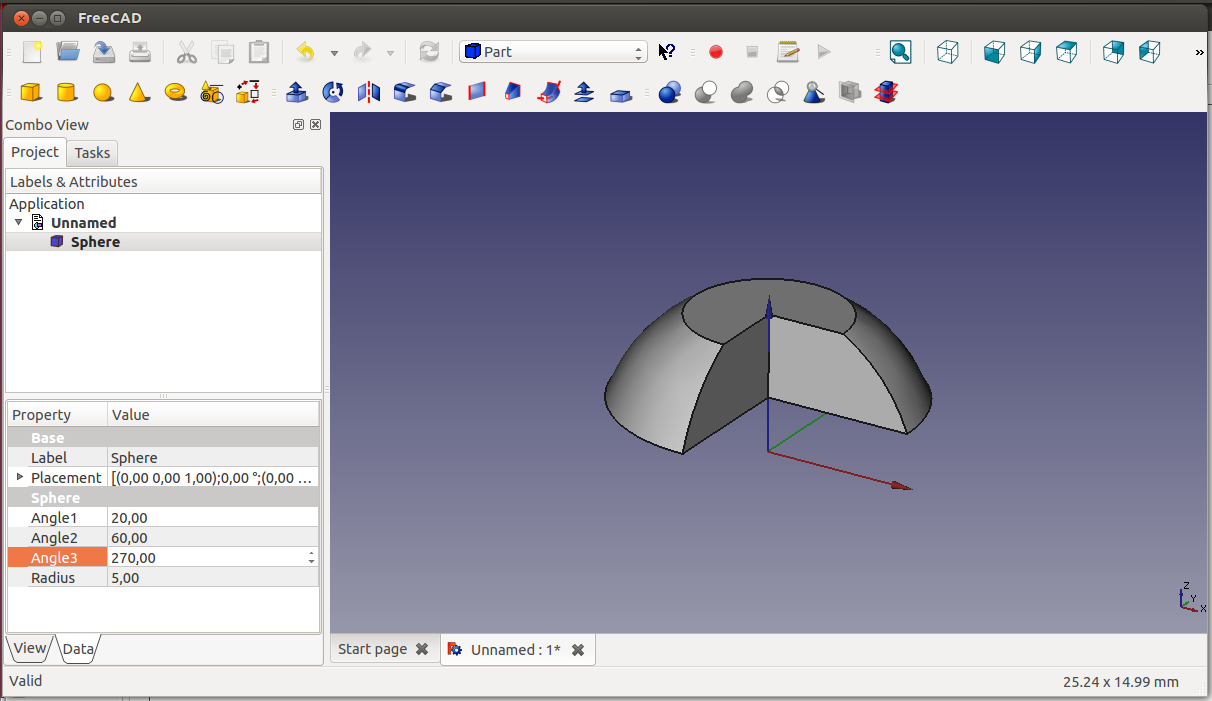 FreeCAD
Part
»
Combo View
Project Tasks
Labels & Attributes
Application
Unnamed
Sphere
Property Value
Base
Label Sphere
Placement [(0,00 0,00 1,00);0,00 °;(0,00 ...
Sphere
Angle1 20,00
Angle2 60,00
Angle3 270,00
Radius 5,00
View Data
Z
Y
X
Start page Unnamed : 1*
Valid 25.24 x 14.99 mm